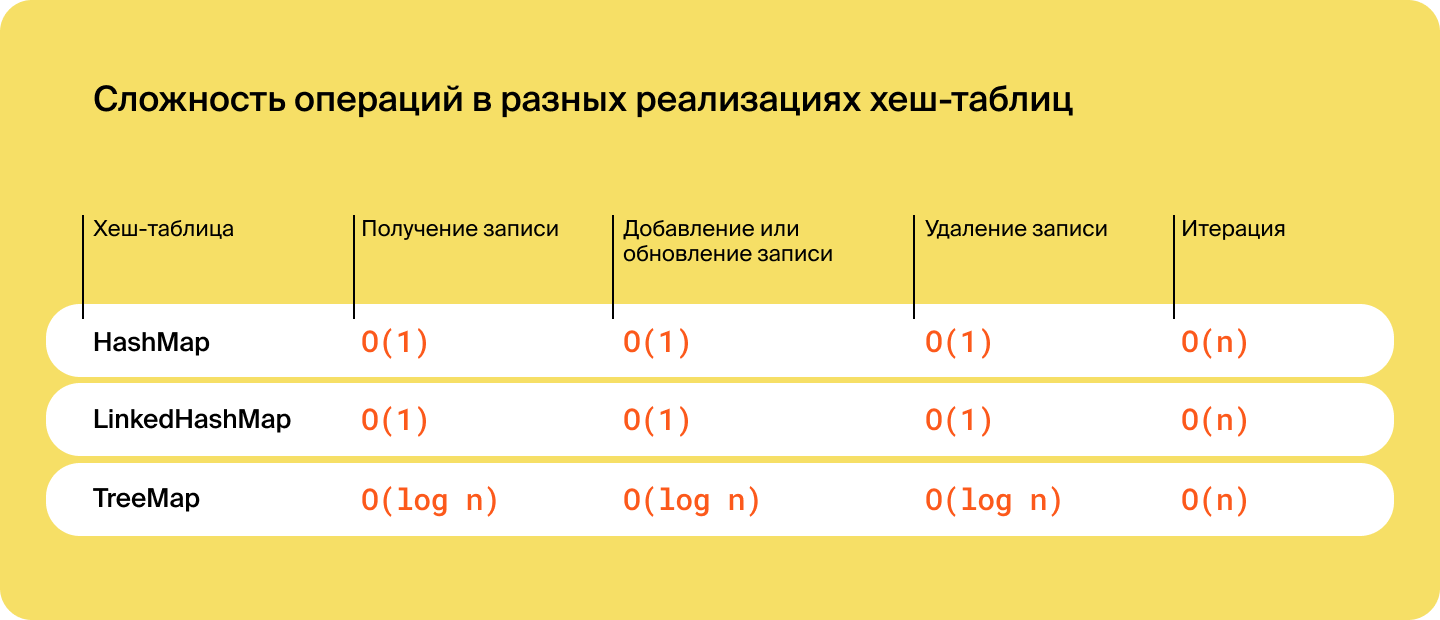 Сложность операций в разных реализациях хеш-таблиц
Хеш-таблица
Получение записи
Добавление или
обновление записи
Удаление записи
Итерация
HashMap O(1) O(1) O(1) O(n)
LinkedHashMap O(1) O(1) O(1) O(n)
TreeMap O(log n) O(log n) O(log n) O(n)